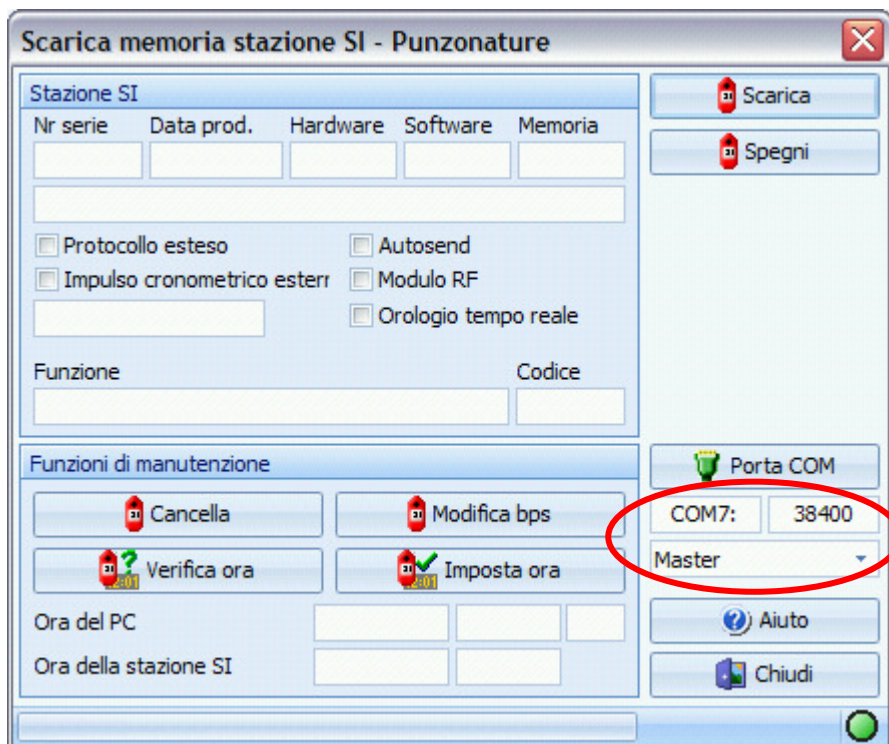 Scarica memoria stazione SI - Punzonature
Stazione SI
Nr serie Data prod. Hardware Software Memoria
Protocollo esteso Autosend
Impulso cronometrico esterr Modulo RF
Orologio tempo reale
Funzione Codice
Scarica
Spegni
Funzioni di manutenzione
Cancella Modifica bps
Verifica ora Imposta ora
Ora del PC
Ora della stazione SI
Porta COM
COM7: 38400
Master
Aiuto
Chiudi